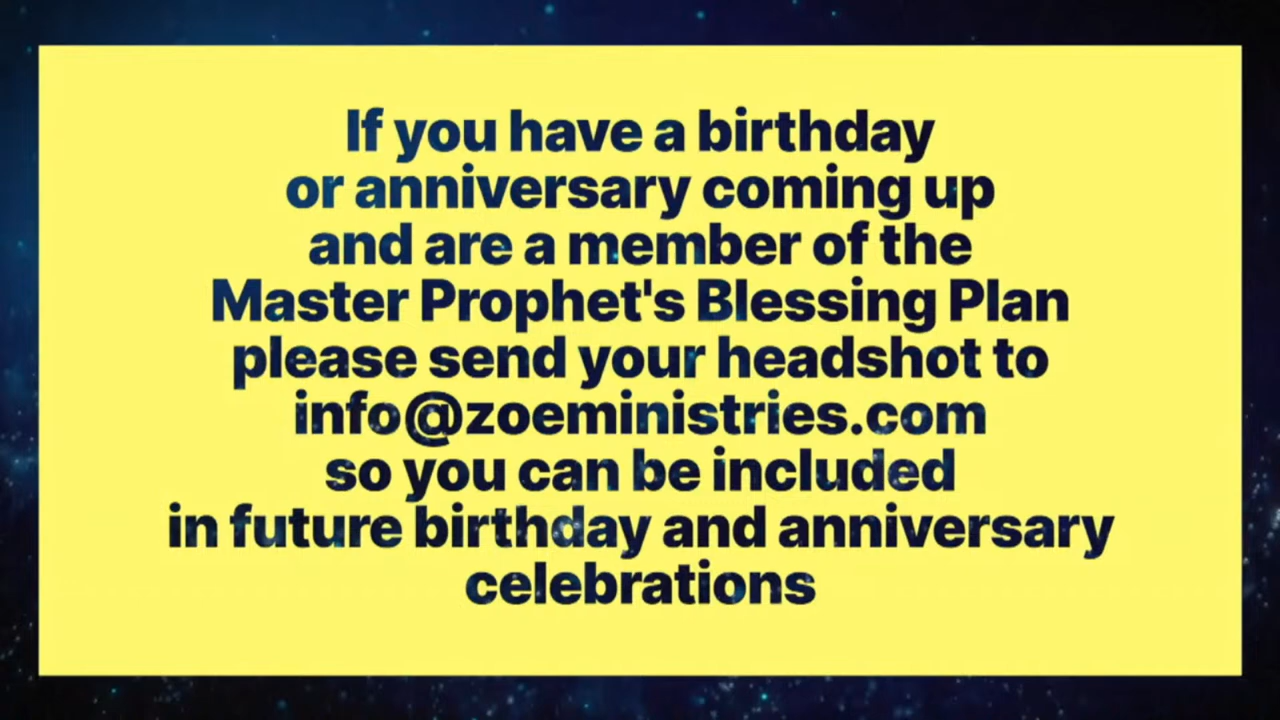 If you have a birthday
or anniversary coming up
and are a member of the
Master Prophet's Blessing Plan
please send your headshot to
info@zoeministries.com
so you can be included
in future birthday and anniversary
celebrations